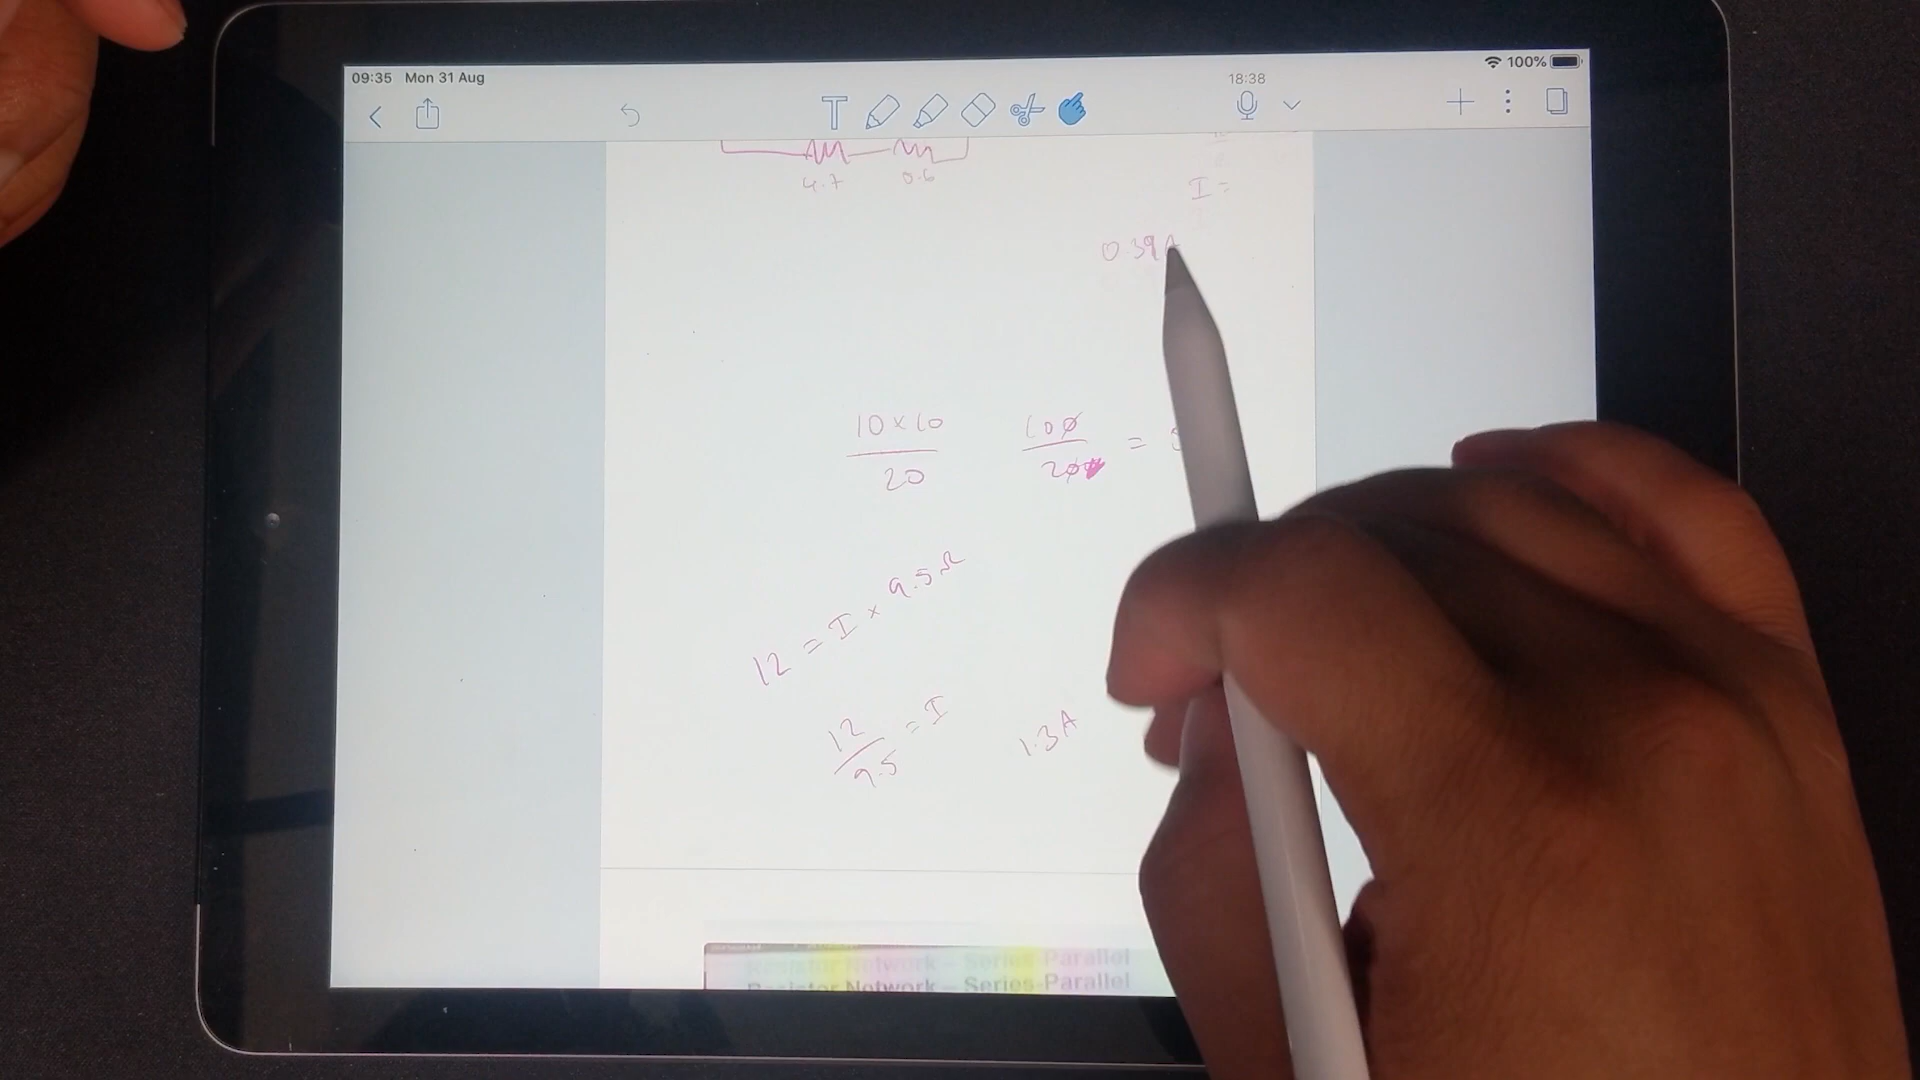 09:35 Mon 31 Aug
100%
18:38
T
4.7 0.6
I =
0.39A
10 x 10
20
100
20
=
12 = I x 9.5Ω
12
9.5
= I
1.3A
Resistor Network – Series-Parallel
Resistor Network – Series-Parallel